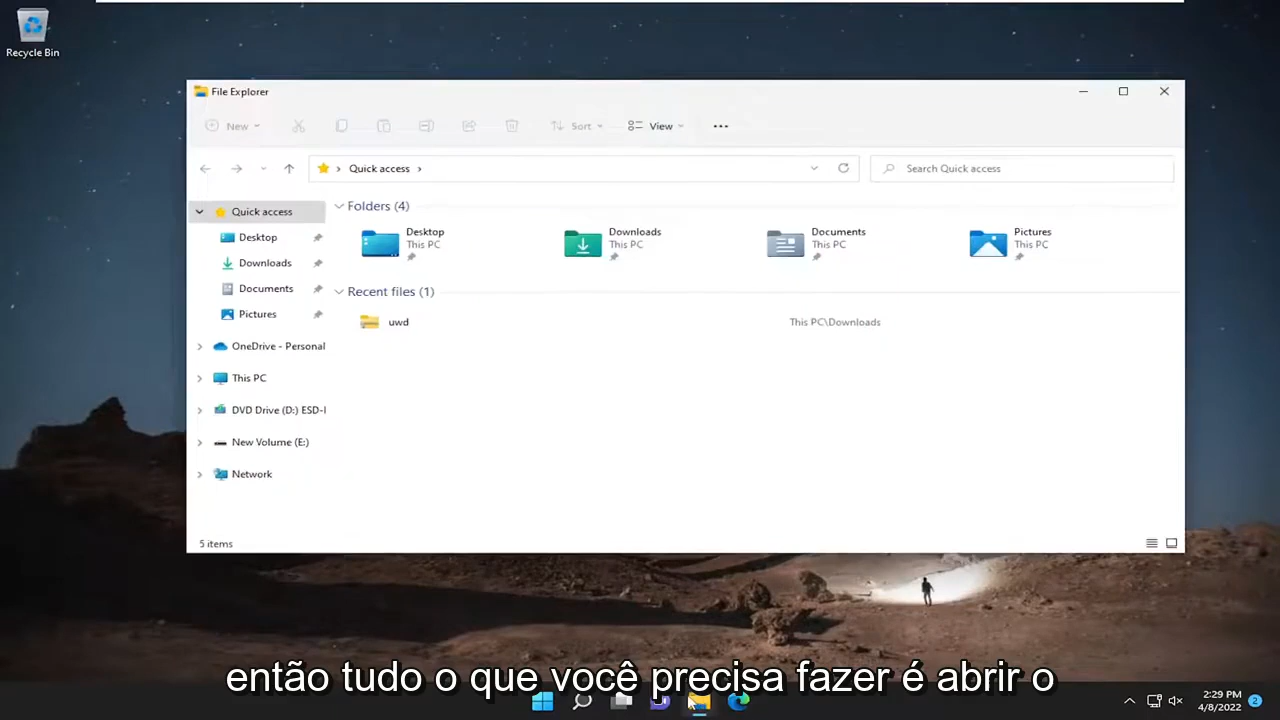 Recycle Bin
File Explorer
New
Sort
View
Quick access
Search Quick access
Quick access
Desktop
Downloads
Documents
Pictures
OneDrive - Personal
This PC
DVD Drive (D:) ESD-I
New Volume (E:)
Network
Folders (4)
Desktop
This PC
Downloads
This PC
Documents
This PC
Pictures
This PC
Recent files (1)
uwd
This PC\Downloads
5 items
então tudo o que você precisa fazer é abrir o
2:29 PM
4/8/2022
2